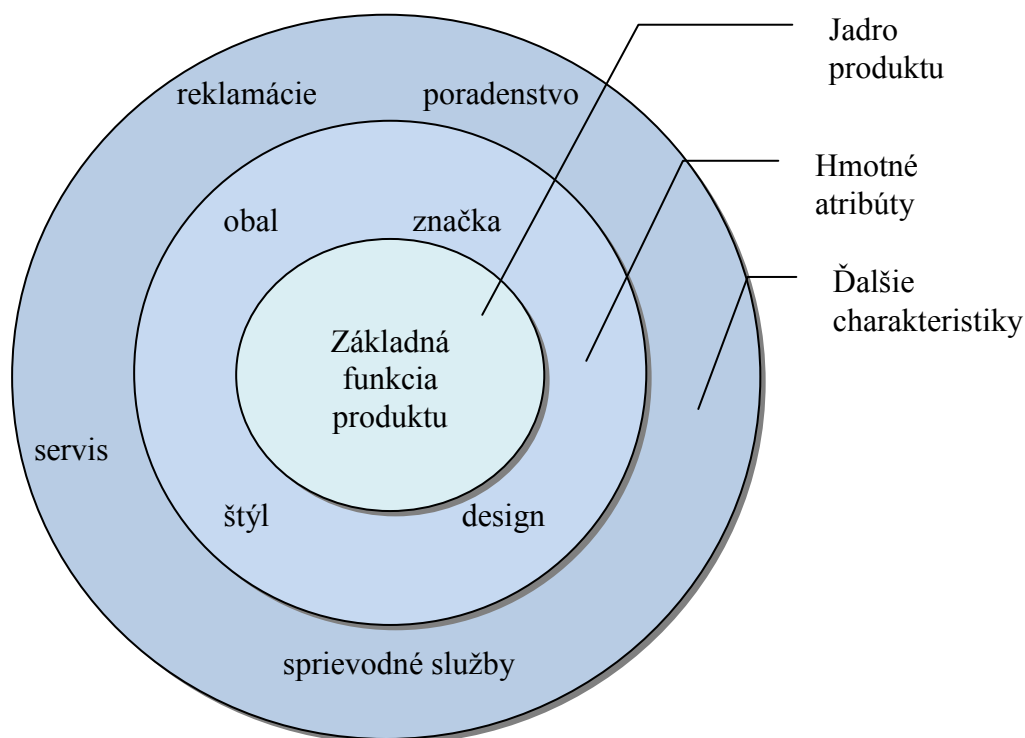 Jadro
produktu
reklamácie
poradenstvo
Hmotné
atribúty
obal
značka
Ďalšie
charakteristiky
Základná
funkcia
produktu
servis
štýl
design
sprievodné služby